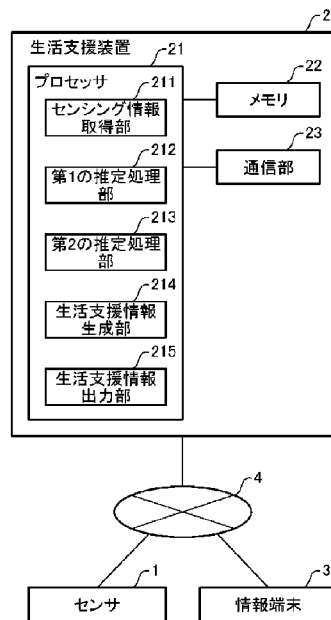 2
生活支援装置
21
プロセッサ
211
センシング情報
取得部
212
第1の推定処理
部
213
第2の推定処理
部
214
生活支援情報
生成部
215
生活支援情報
出力部
22
メモリ
23
通信部
4
1
センサ
3
情報端末